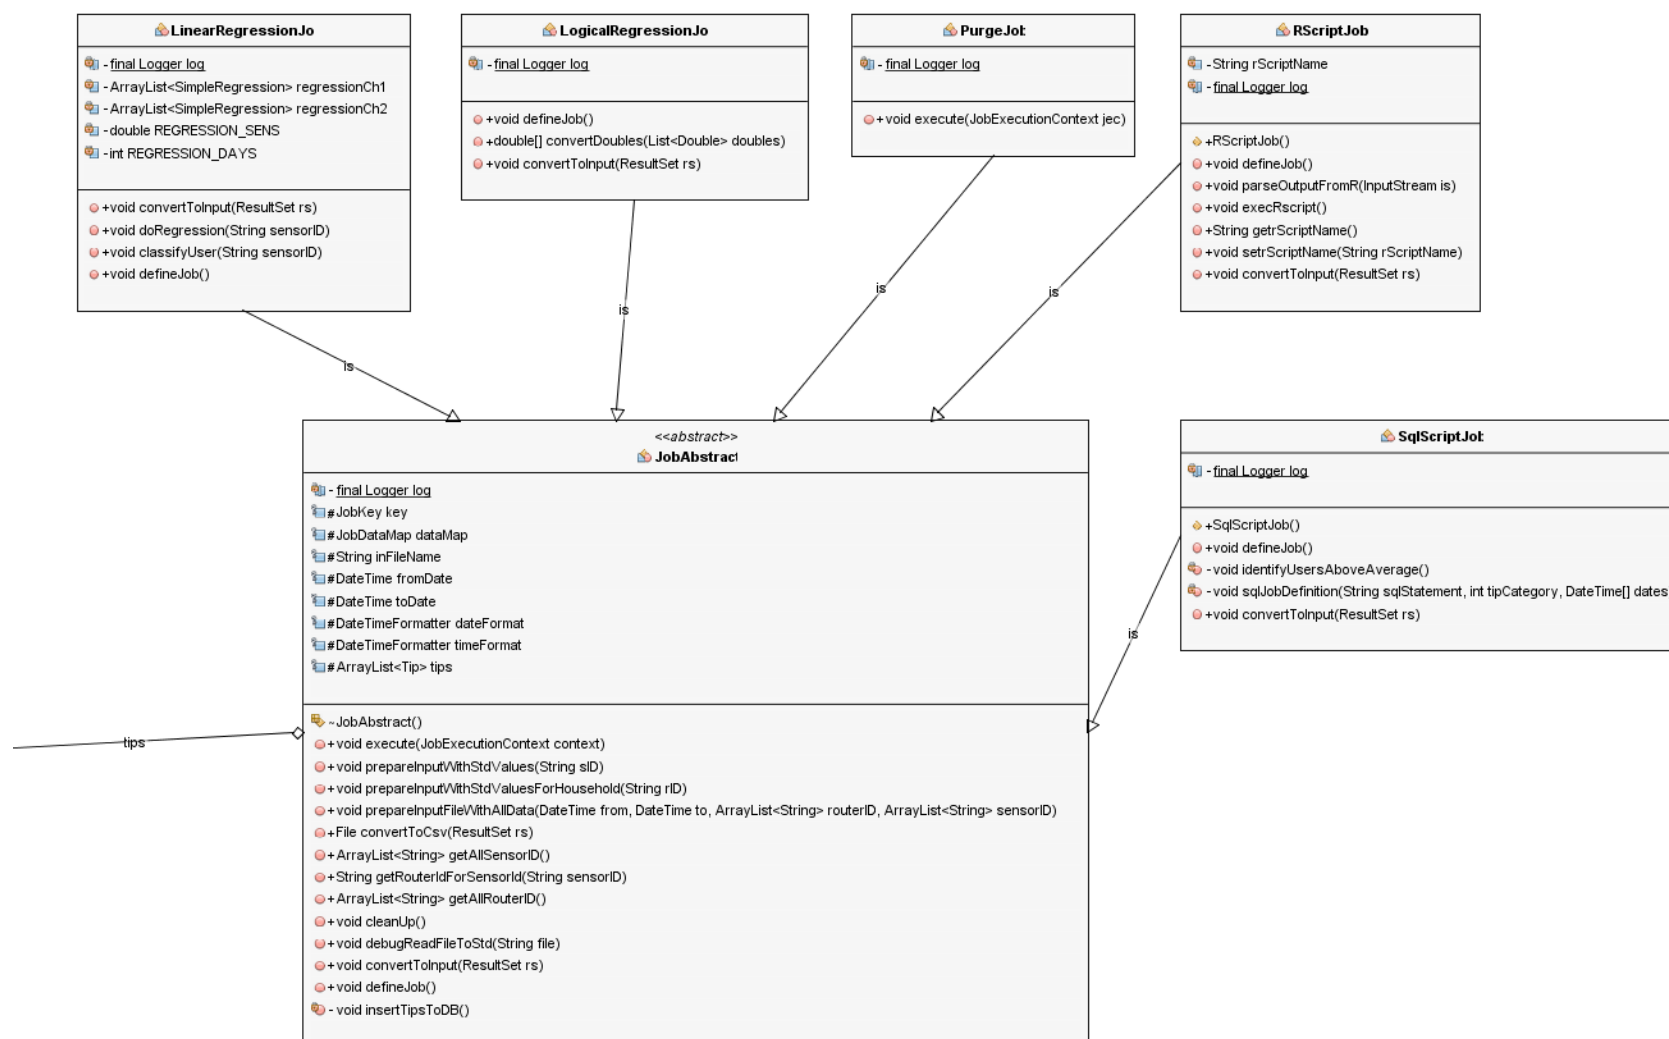 LinearRegressionJo
- final Logger log
- ArrayList<SimpleRegression> regressionCh1
- ArrayList<SimpleRegression> regressionCh2
-double REGRESSION_SENS
-int REGRESSION_DAYS
+void convertToInput(ResultSet rs)
+void doRegression(String sensorID)
+void classifyUser(String sensorID)
+void defineJob()
LogicalRegressionJo
- final Logger log
+void defineJob()
+double[] convertDoubles(List<Double> doubles)
+void convertToInput(ResultSet rs)
PurgeJob
- final Logger log
+void execute(JobExecutionContext jec)
RScriptJob
-String rScriptName
-final Logger log
+RScriptJob()
+void defineJob()
+void parseOutputFromR(InputStream is)
+void execRscript()
+String getrScriptName()
+void setrScriptName(String rScriptName)
+void convertToInput(ResultSet rs)
is
is
is
is
<<abstract>>
JobAbstract
- final Logger log
#JobKey key
#JobDataMap dataMap
#String inFileName
#DateTime fromDate
#DateTime toDate
#DateTimeFormatter dateFormat
#DateTimeFormatter timeFormat
#ArrayList<Tip> tips
~JobAbstract()
+void execute(JobExecutionContext context)
+void prepareInputWithStdValues(String sID)
+void prepareInputWithStdValuesForHousehold(String rID)
+void prepareInputFileWithAllData(DateTime from, DateTime to, ArrayList<String> routerID, ArrayList<String> sensorID)
+File convertToCsv(ResultSet rs)
+ArrayList<String> getAllSensorID()
+String getRouterIdForSensorId(String sensorID)
+ArrayList<String> getAllRouterID()
+void cleanUp()
+void debugReadFileToStd(String file)
+void convertToInput(ResultSet rs)
+void defineJob()
- void insertTipsToDB()
tips
SqlScriptJob
- final Logger log
+SqlScriptJob()
+void defineJob()
- void identifyUsersAboveAverage()
- void sqlJobDefinition(String sqlStatement, int tipCategory, DateTime[] dates
+void convertToInput(ResultSet rs)
is